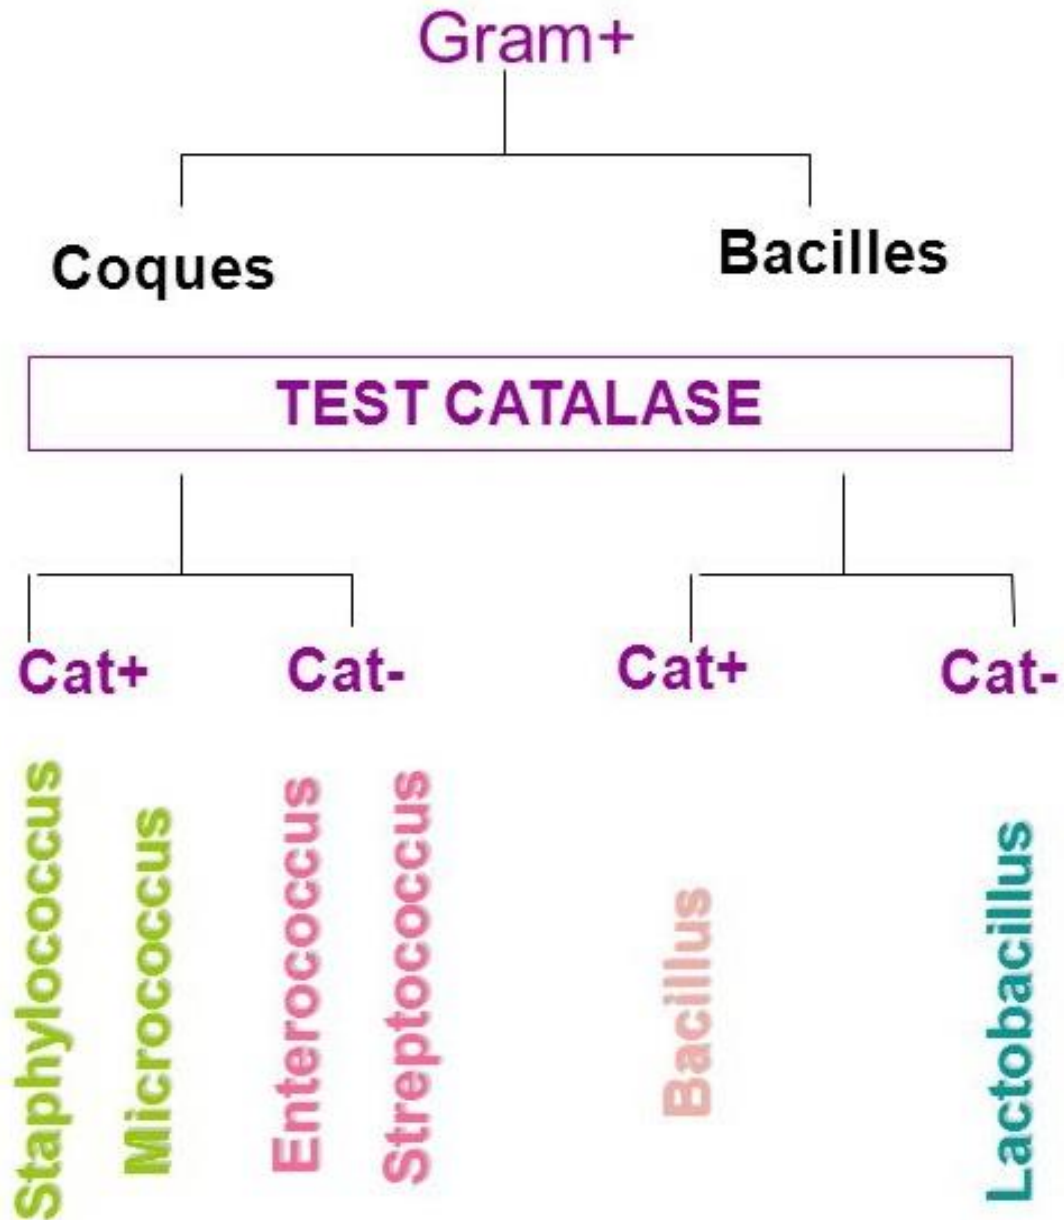 Gram+
Coques
Bacilles
TEST CATALASE
Cat+
Cat-
Cat+
Cat-
Staphylococcus
Micrococcus
Enterococcus
Streptococcus
Bacillus
Lactobacillus